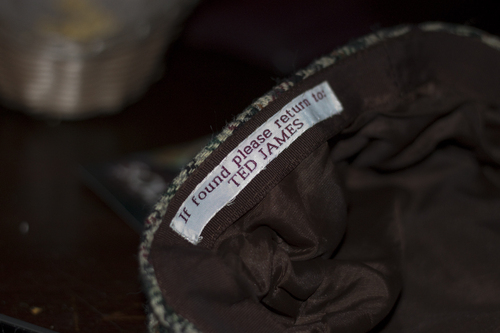 If found please return to:
TED JAMES